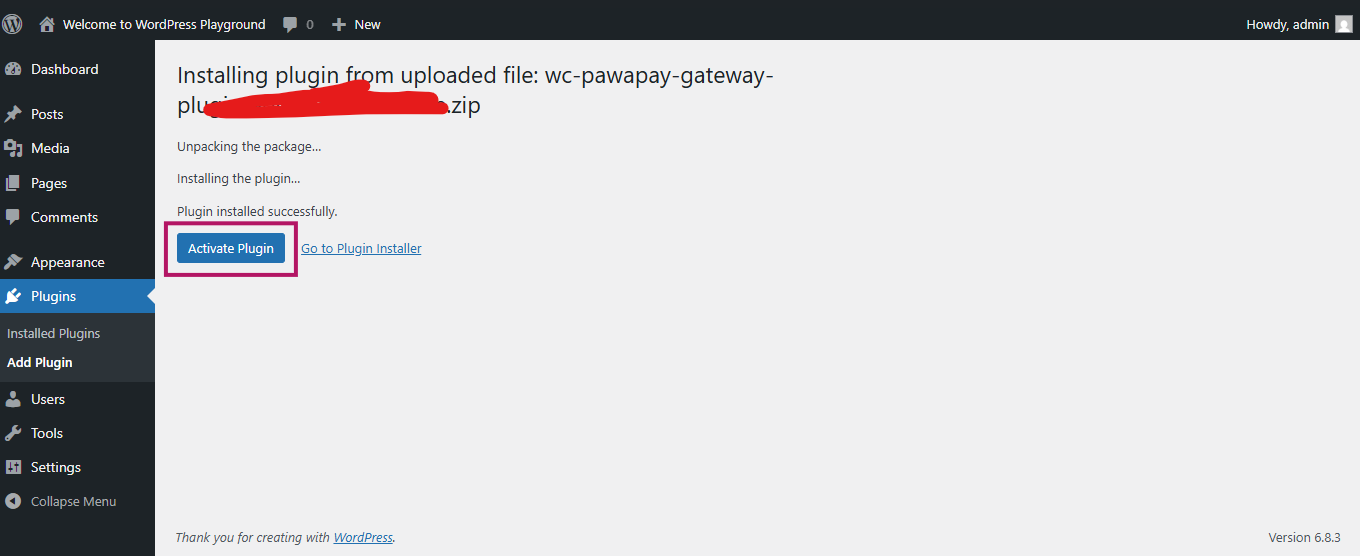 Welcome to WordPress Playground 0 New
Howdy, admin
Dashboard
Posts
Media
Pages
Comments
Appearance
Plugins
Installed Plugins
Add Plugin
Users
Tools
Settings
Collapse Menu
Installing plugin from uploaded file: wc-pawapay-gateway-
.zip
Unpacking the package…
Installing the plugin…
Plugin installed successfully.
Activate Plugin Go to Plugin Installer
Thank you for creating with WordPress.
Version 6.8.3